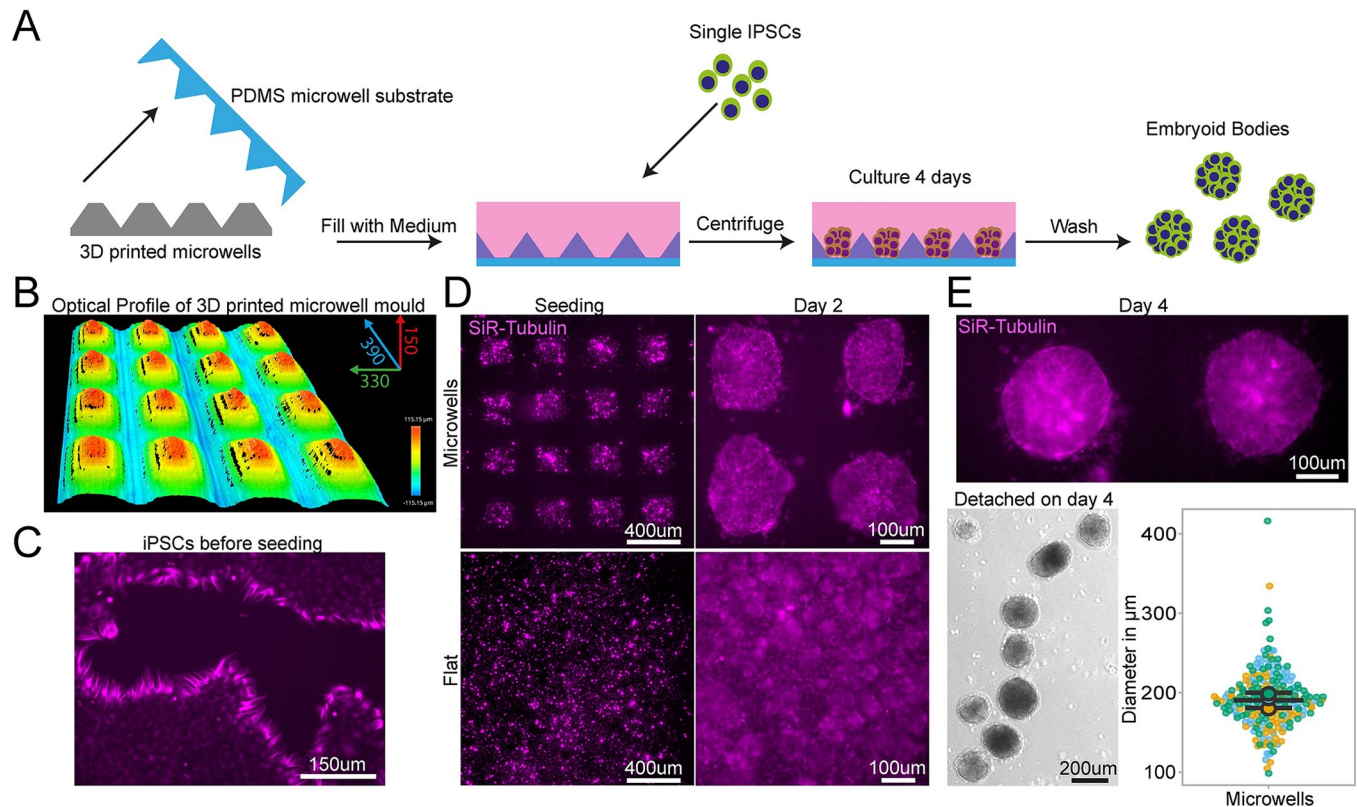 A
Single IPSCs
PDMS microwell substrate
Embryoid Bodies
Culture 4 days
Fill with Medium
Centrifuge
Wash
3D printed microwells
B
Optical Profile of 3D printed microwell mould
150
390
330
115.15 µm
-115.15 µm
C
iPSCs before seeding
150um
D
Seeding
Day 2
SiR-Tubulin
Microwells
400um
100um
Flat
400um
100um
E
Day 4
SiR-Tubulin
100um
Detached on day 4
200um
Diameter in µm
400
300
200
100
Microwells